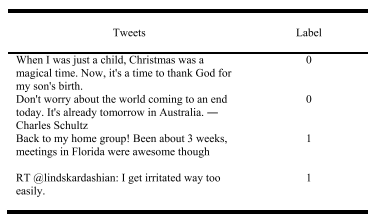 Tweets Label
When I was just a child, Christmas was a 0
magical time. Now, it's a time to thank God for
my son's birth.
Don't worry about the world coming to an end 0
today. It's already tomorrow in Australia. —
Charles Schultz
Back to my home group! Been about 3 weeks, 1
meetings in Florida were awesome though
RT @lindskardashian: I get irritated way too 1
easily.